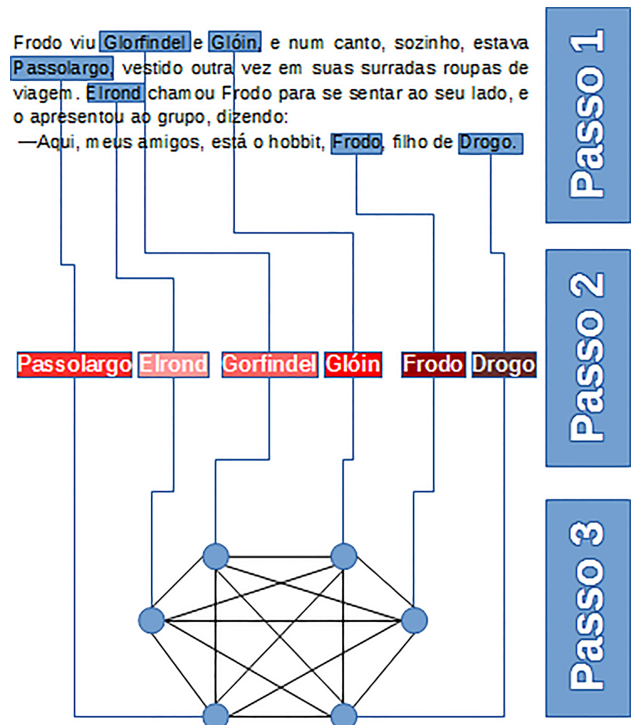 Frodo viu Glorfindel e Glóin, e num canto, sozinho, estava
Passolargo, vestido outra vez em suas surradas roupas de
viagem. Elrond chamou Frodo para se sentar ao seu lado, e
o apresentou ao grupo, dizendo:
—Aqui, meus amigos, está o hobbit, Frodo, filho de Drogo.
Passo 1
Passolargo Elrond Gorfindel Glóin Frodo Drogo
Passo 2
Passo 3